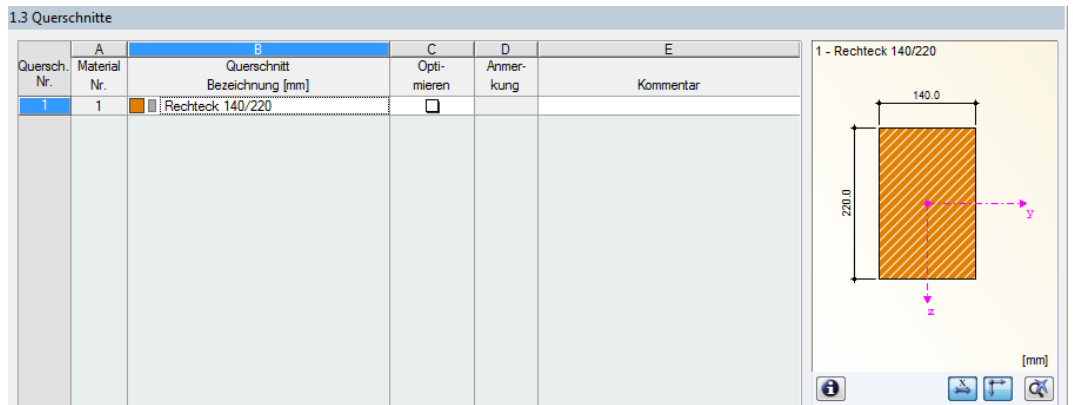 1.3 Querschnitte
A B C D E
Quersch. Material Querschnitt Opti- Anmer-
Nr. Nr. Bezeichnung [mm] mieren kung Kommentar
1 1 Rechteck 140/220
1 - Rechteck 140/220
140.0
220.0
y
z
[mm]
X